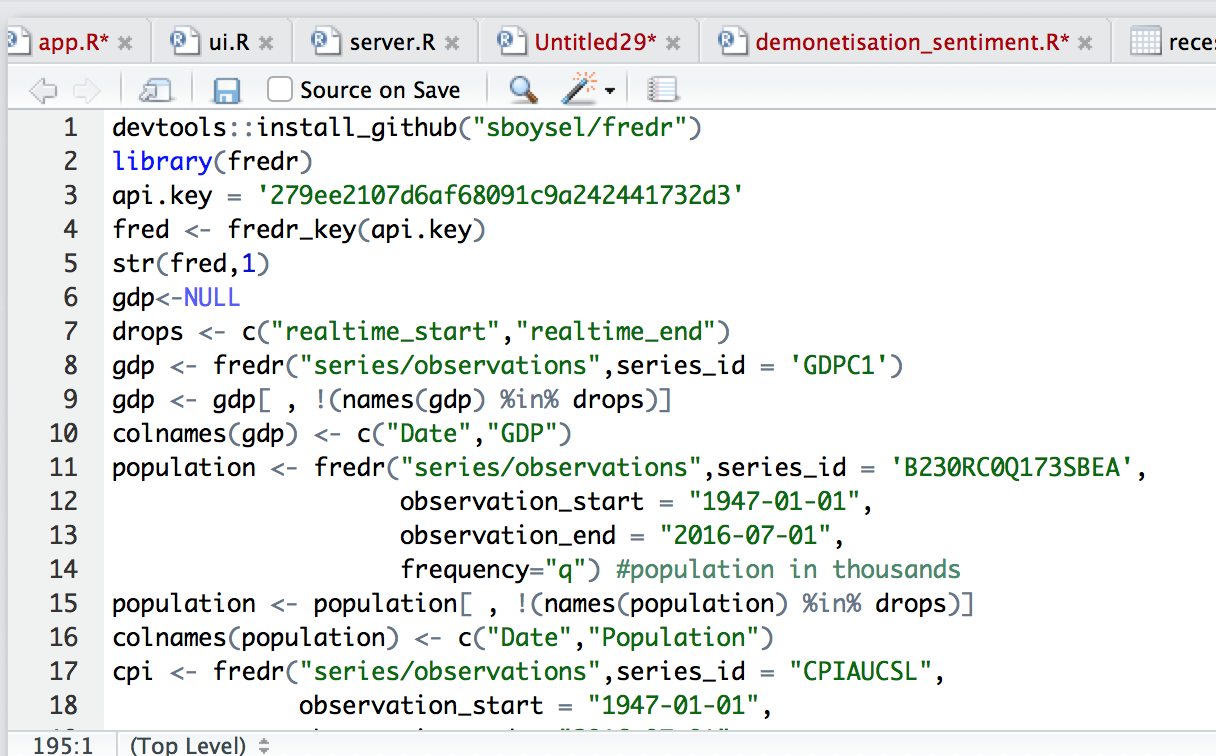 app.R* ui.R server.R Untitled29* demonetisation_sentiment.R*
Source on Save
1 devtools::install_github("sboysel/fredr")
2 library(fredr)
3 api.key = '279ee2107d6af68091c9a242441732d3'
4 fred <- fredr_key(api.key)
5 str(fred,1)
6 gdp<-NULL
7 drops <- c("realtime_start","realtime_end")
8 gdp <- fredr("series/observations",series_id = 'GDPC1')
9 gdp <- gdp[ , !(names(gdp) %in% drops)]
10 colnames(gdp) <- c("Date","GDP")
11 population <- fredr("series/observations",series_id = 'B230RC0Q173SBEA',
12 observation_start = "1947-01-01",
13 observation_end = "2016-07-01",
14 frequency="q") #population in thousands
15 population <- population[ , !(names(population) %in% drops)]
16 colnames(population) <- c("Date","Population")
17 cpi <- fredr("series/observations",series_id = "CPIAUCSL",
18 observation_start = "1947-01-01",
195:1 (Top Level)